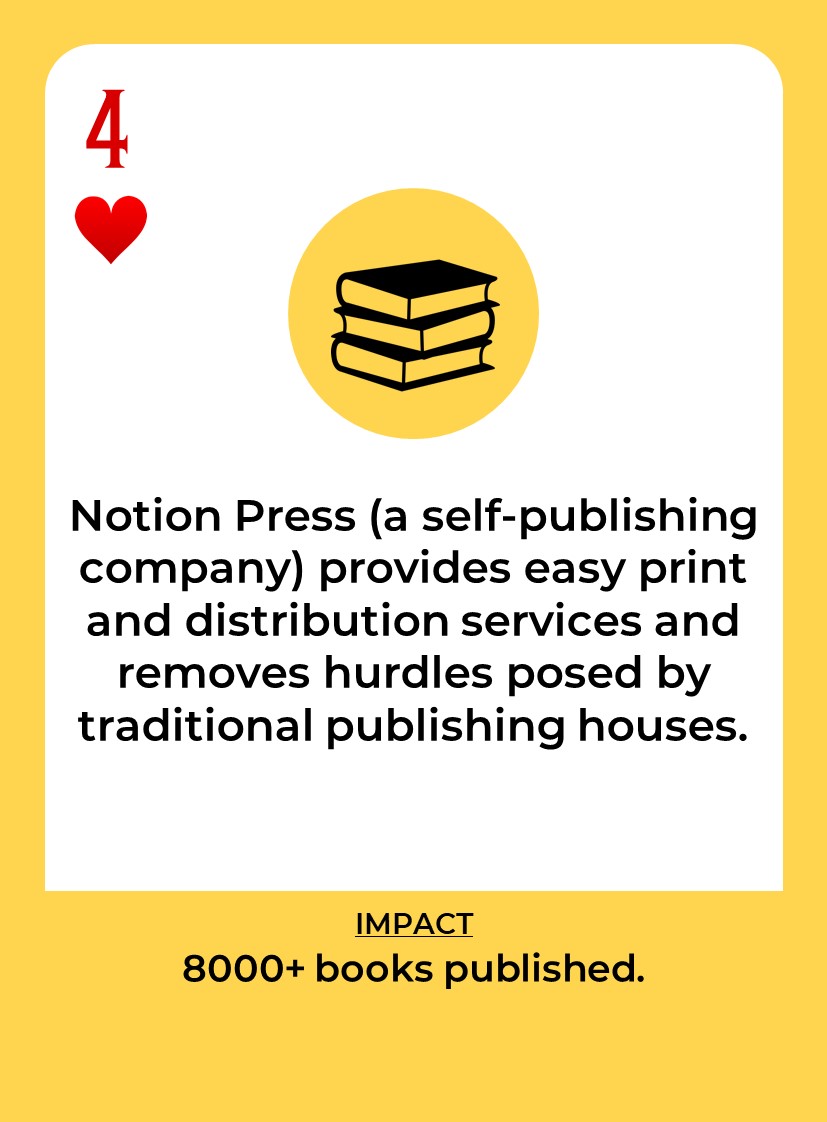 4
Notion Press (a self-publishing
company) provides easy print
and distribution services and
removes hurdles posed by
traditional publishing houses.
IMPACT
8000+ books published.